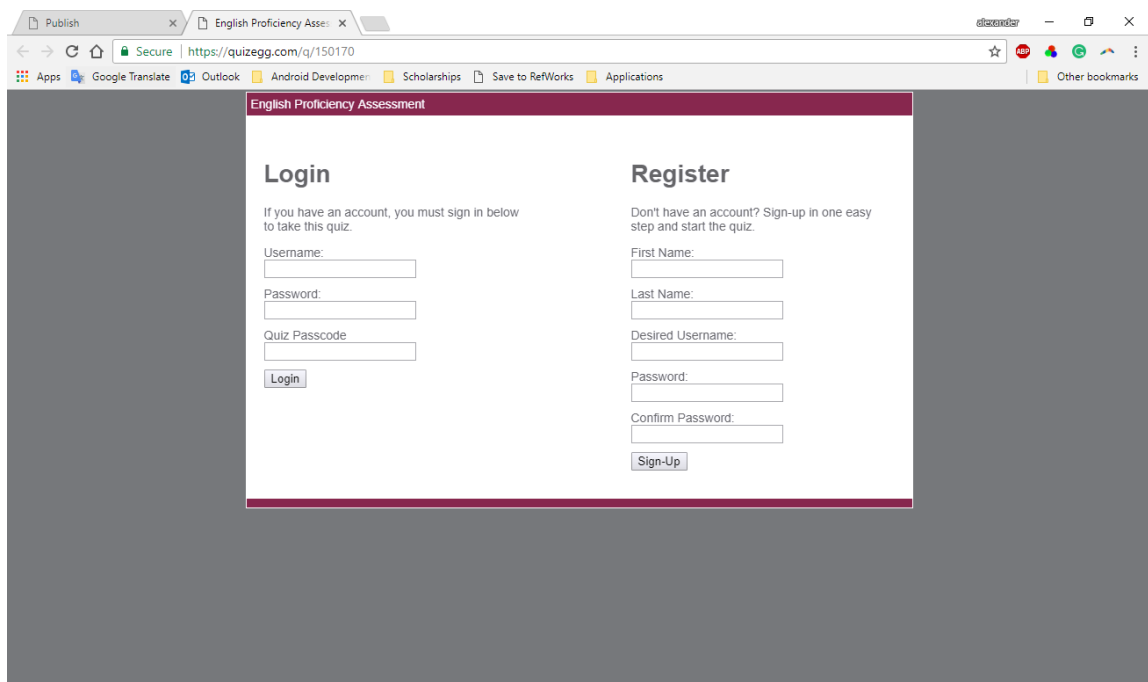 Publish
English Proficiency Asses
alexander
Secure | https://quizegg.com/q/150170
ABP
G
Apps Google Translate Outlook Android Developmen Scholarships Save to RefWorks Applications Other bookmarks
English Proficiency Assessment
Login
If you have an account, you must sign in below
to take this quiz.
Username:
Password:
Quiz Passcode
Login
Register
Don't have an account? Sign-up in one easy
step and start the quiz.
First Name:
Last Name:
Desired Username:
Password:
Confirm Password:
Sign-Up